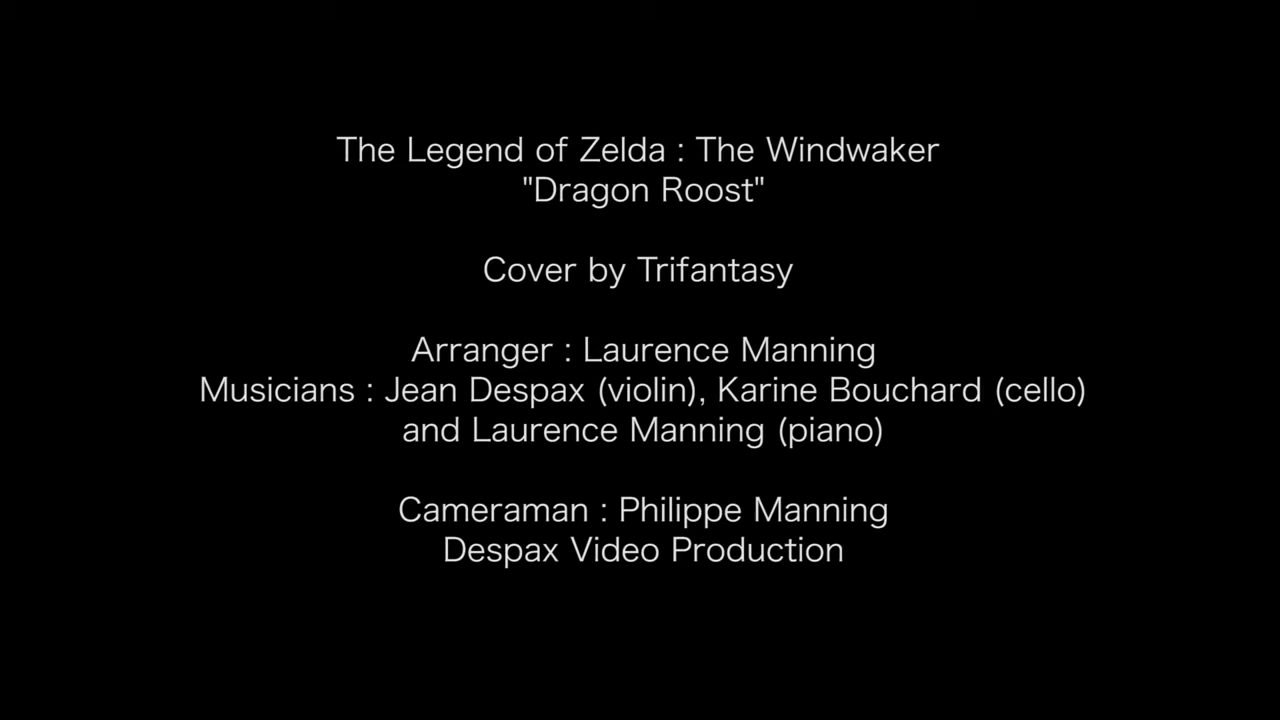 The Legend of Zelda : The Windwaker
"Dragon Roost"
Cover by Trifantasy
Arranger : Laurence Manning
Musicians : Jean Despax (violin), Karine Bouchard (cello)
and Laurence Manning (piano)
Cameraman : Philippe Manning
Despax Video Production